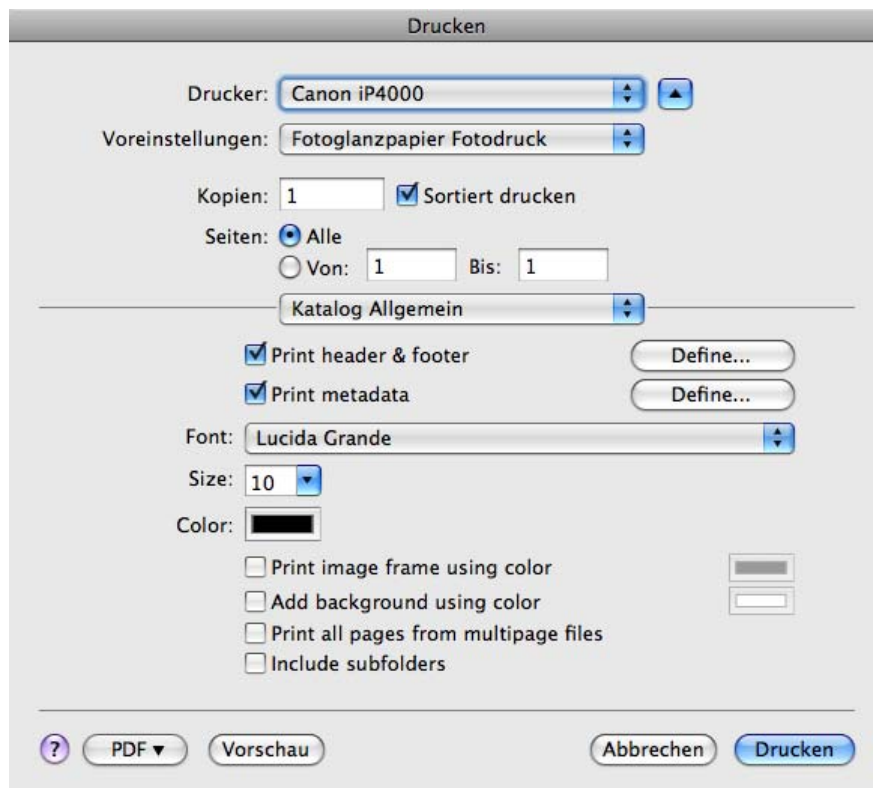 Drucken
Drucker: Canon iP4000
Voreinstellungen: Fotoglanzpapier Fotodruck
Kopien: 1 Sortiert drucken
Seiten: Alle
Von: 1 Bis: 1
Katalog Allgemein
Print header & footer Define...
Print metadata Define...
Font: Lucida Grande
Size: 10
Color:
Print image frame using color
Add background using color
Print all pages from multipage files
Include subfolders
? PDF ▾ Vorschau Abbrechen Drucken